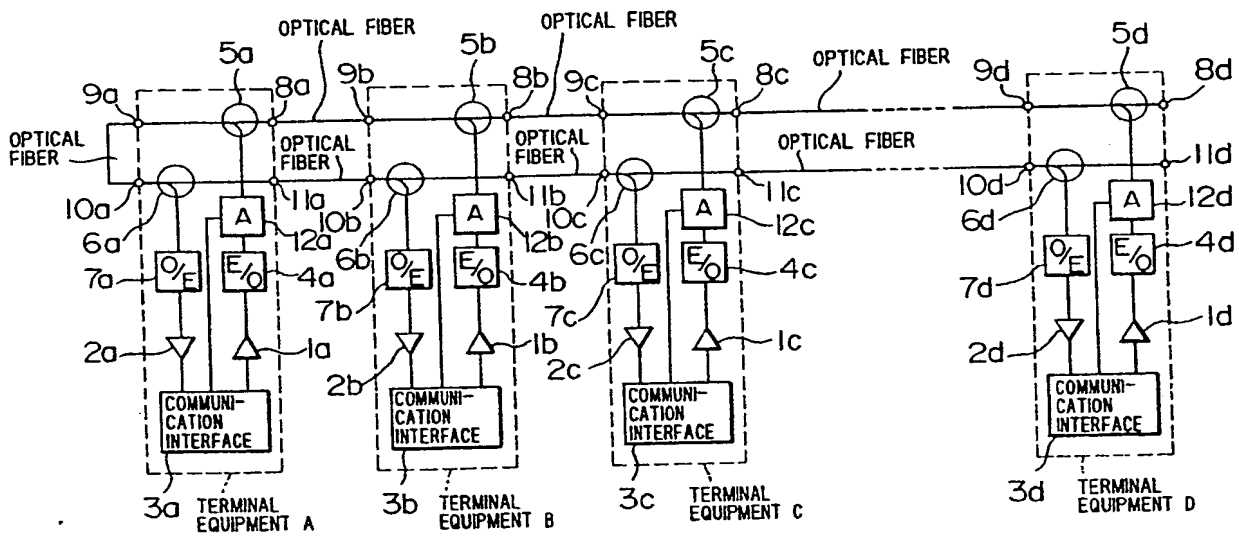 OPTICAL FIBER
OPTICAL FIBER
OPTICAL FIBER
5a
5b
5c
5d
9a
8a
9b
8b
9c
8c
9d
8d
OPTICAL
FIBER
OPTICAL
FIBER
OPTICAL
FIBER
OPTICAL FIBER
10a
11a
10b
11b
10c
11c
10d
11d
6a
12a
6b
12b
6c
12c
6d
12d
A
A
A
A
7a
O/E
E/O
4a
7b
O/E
E/O
4b
7c
O/E
E/O
4c
7d
O/E
E/O
4d
2a
1a
2b
1b
2c
1c
2d
1d
COMMUNI-
CATION
INTERFACE
COMMUNI-
CATION
INTERFACE
COMMUNI-
CATION
INTERFACE
COMMUNI-
CATION
INTERFACE
3a
TERMINAL
EQUIPMENT A
3b
TERMINAL
EQUIPMENT B
3c
TERMINAL
EQUIPMENT C
3d
TERMINAL
EQUIPMENT D